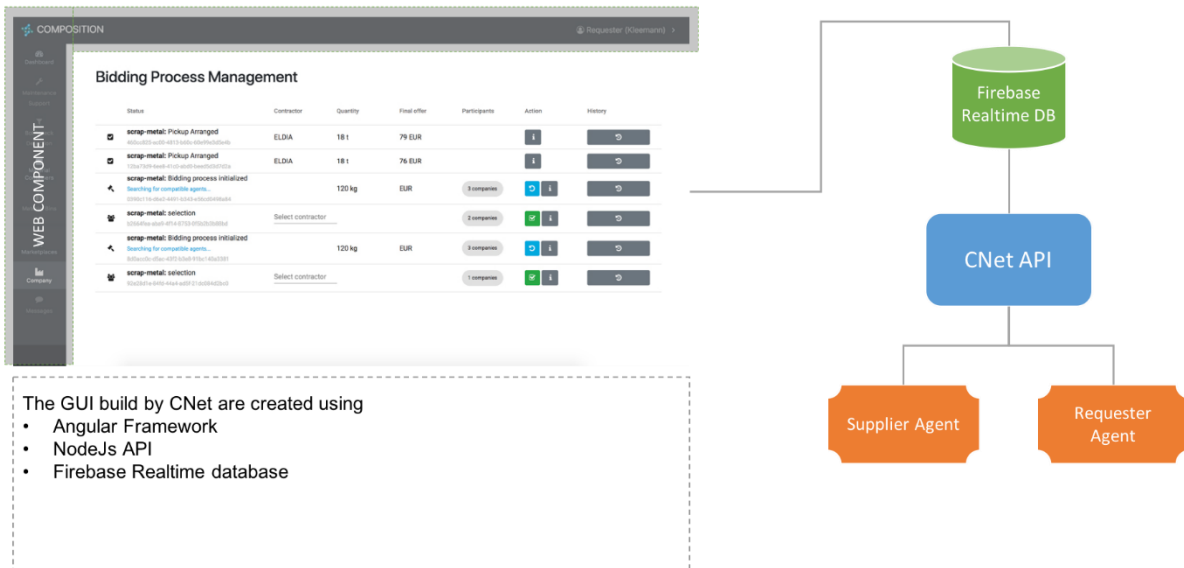 COMPOSITION
Requester (Kleemann)
Dashboard
WEB COMPONENT
Company
Bidding Process Management
Status Contractor Quantity Final offer Participants Action History
scrap-metal: Pickup Arranged ELDIA 18 t 79 EUR
scrap-metal: Pickup Arranged ELDIA 18 t 76 EUR
scrap-metal: Bidding process initialized
Searching for compatible agents... 120 kg EUR 3 companies
scrap-metal: selection Select contractor 2 companies
scrap-metal: Bidding process initialized
Searching for compatible agents... 120 kg EUR 3 companies
scrap-metal: selection Select contractor 1 companies
The GUI build by CNet are created using
• Angular Framework
• NodeJs API
• Firebase Realtime database
Firebase
Realtime DB
CNet API
Supplier Agent
Requester
Agent